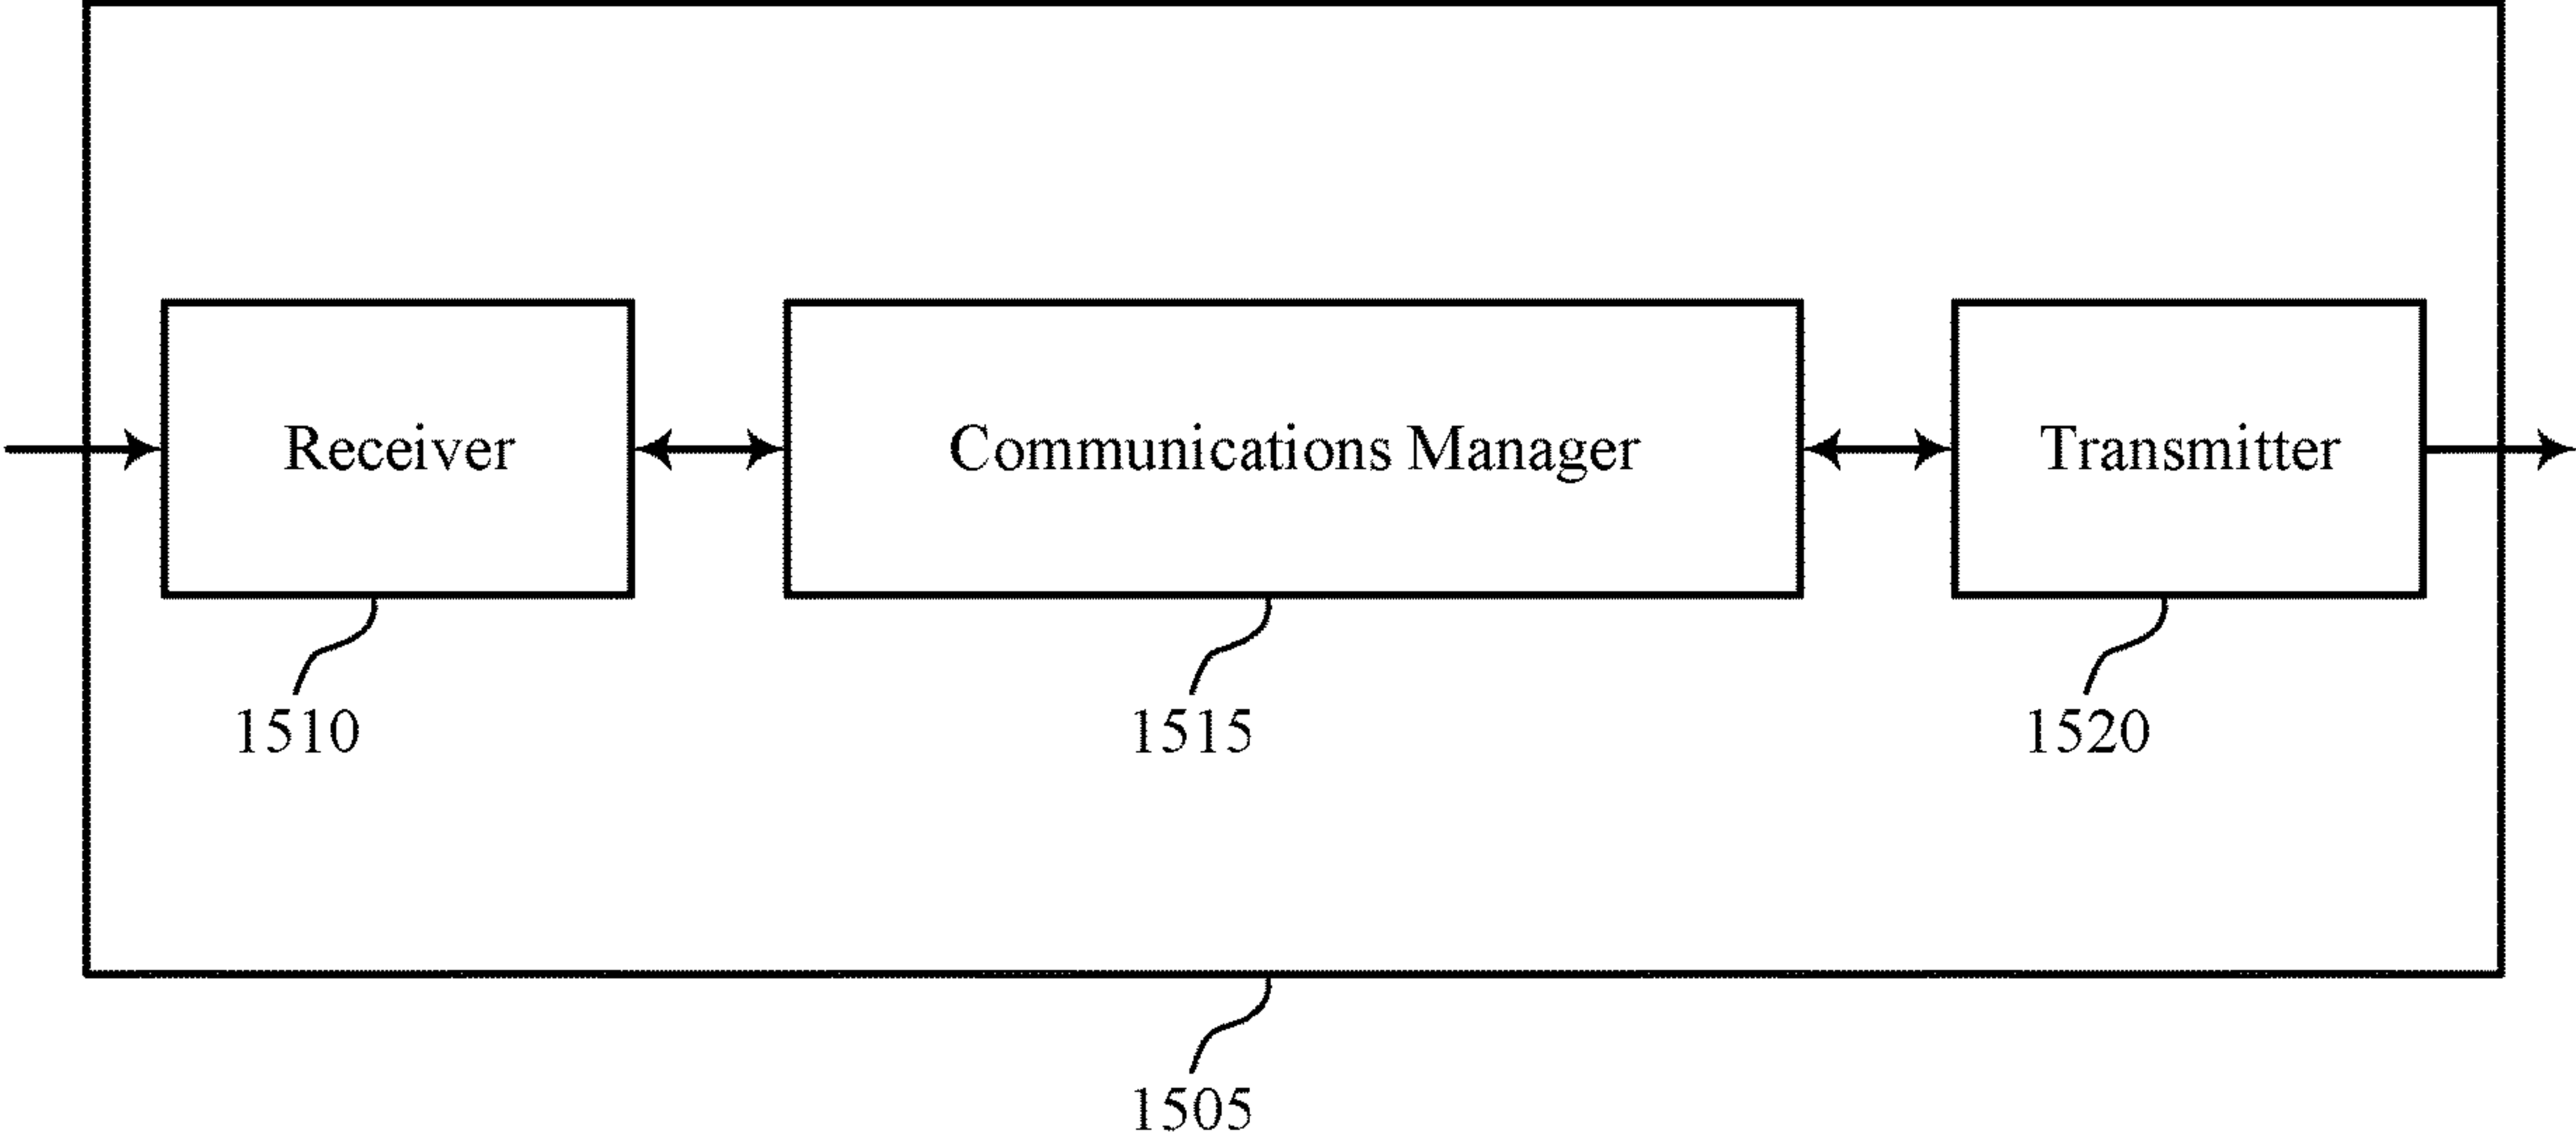 Receiver
Communications Manager
Transmitter
1510
1515
1520
1505